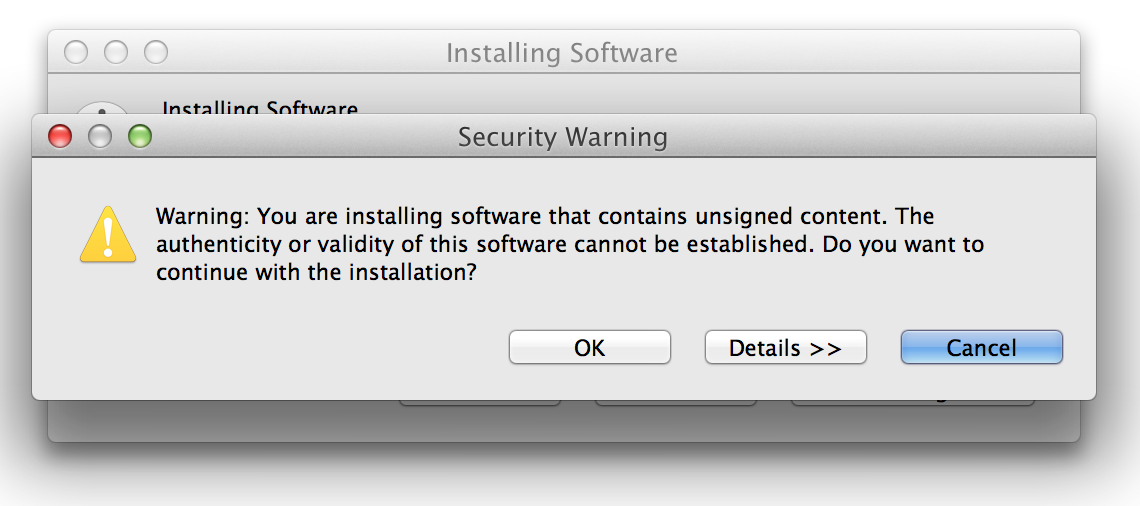 Installing Software
Installing Software
Security Warning
Warning: You are installing software that contains unsigned content. The
authenticity or validity of this software cannot be established. Do you want to
continue with the installation?
OK
Details >>
Cancel